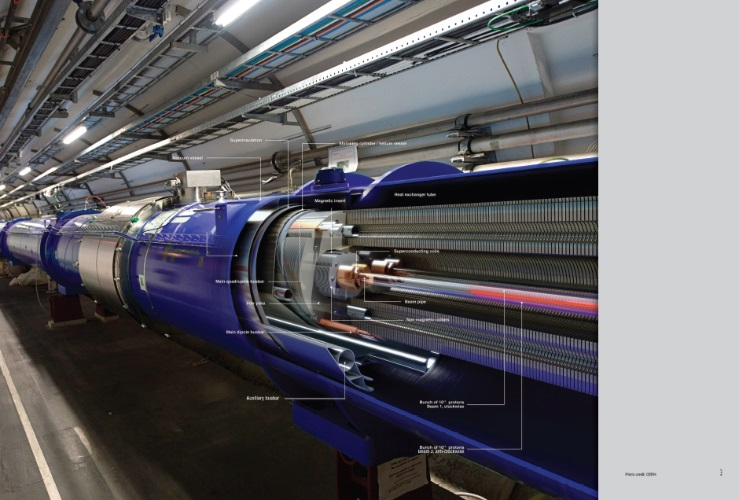 Superinsulation
Vacuum vessel
Shrinking cylinder / Helium vessel
Heat exchanger tube
Magnetic insert
Superconducting coils
Main quadrupole busbar
Iron yoke
Beam pipe
Non-magnetic collars
Main dipole busbar
Auxiliary busbar
Bunch of 10¹¹ protons
Beam 1, clockwise
Bunch of 10¹¹ protons
Beam 2, anti-clockwise
Photo credit: CERN